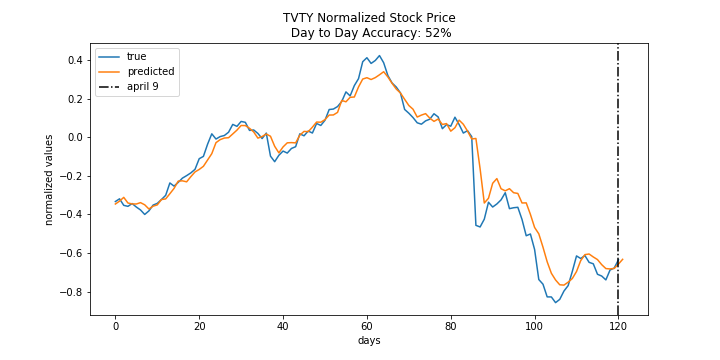 TVTY Normalized Stock Price
Day to Day Accuracy: 52%
true
predicted
april 9
normalized values
0.4
0.2
0.0
−0.2
−0.4
−0.6
−0.8
0 20 40 60 80 100 120
days